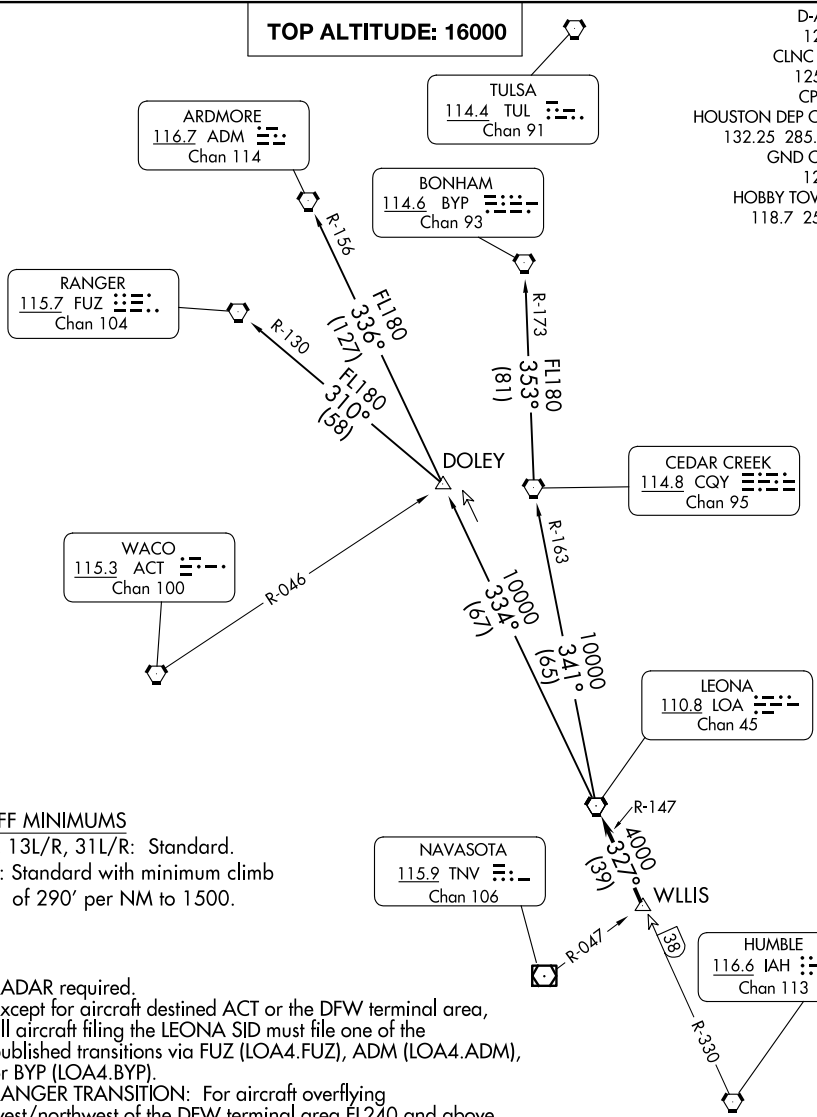 TOP ALTITUDE: 16000
D-A
12
CLNC
125
CP
HOUSTON DEP C
132.25 285.
GND C
12
HOBBY TOW
118.7 25
TULSA
114.4 TUL
Chan 91
ARDMORE
116.7 ADM
Chan 114
BONHAM
114.6 BYP
Chan 93
RANGER
115.7 FUZ
Chan 104
R-156
FL180
336°
(127)
R-130
FL180
310°
(58)
R-173
FL180
353°
(81)
DOLEY
CEDAR CREEK
114.8 CQY
Chan 95
R-163
WACO
115.3 ACT
Chan 100
R-046
10000
334°
(67)
10000
341°
(65)
LEONA
110.8 LOA
Chan 45
R-147
4000
327°
(39)
WLLIS
NAVASOTA
115.9 TNV
Chan 106
R-047
38
HUMBLE
116.6 IAH
Chan 113
R-330
FF MINIMUMS
13L/R, 31L/R: Standard.
: Standard with minimum climb
of 290' per NM to 1500.
ADAR required.
xcept for aircraft destined ACT or the DFW terminal area,
ll aircraft filing the LEONA SID must file one of the
ublished transitions via FUZ (LOA4.FUZ), ADM (LOA4.ADM),
r BYP (LOA4.BYP).
ANGER TRANSITION: For aircraft overflying
west/northwest of the DFW terminal area FL240 and above